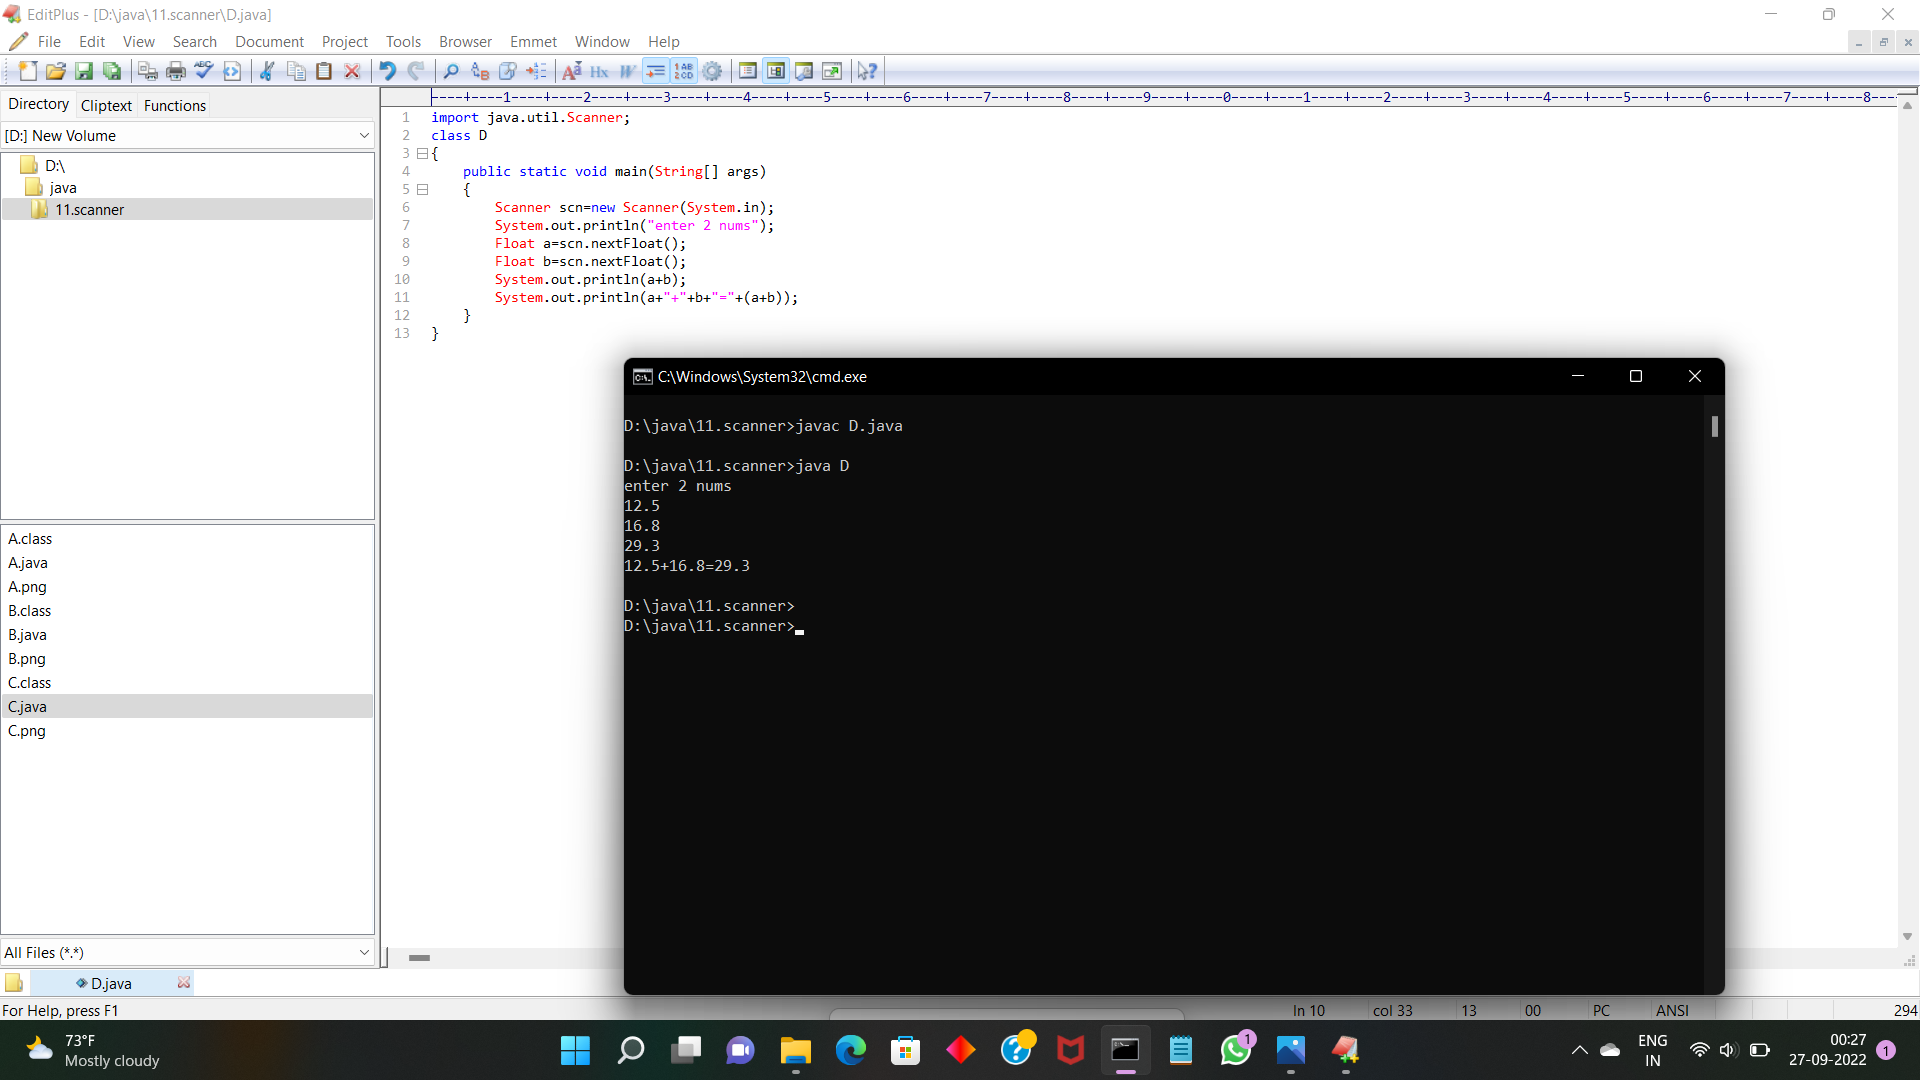 EditPlus - [D:\java\11.scanner\D.java]
File Edit View Search Document Project Tools Browser Emmet Window Help
Directory Cliptext Functions
[D:] New Volume
D:\
java
11.scanner
A.class
A.java
A.png
B.class
B.java
B.png
C.class
C.java
C.png
All Files (*.*)
----+----1----+----2----+----3----+----4----+----5----+----6----+----7----+----8----+----9----+----0----+----1----+----2----+----3----+----4----+----5----+----6----+----7----+----8----
1 import java.util.Scanner;
2 class D
3 {
4 public static void main(String[] args)
5 {
6 Scanner scn=new Scanner(System.in);
7 System.out.println("enter 2 nums");
8 Float a=scn.nextFloat();
9 Float b=scn.nextFloat();
10 System.out.println(a+b);
11 System.out.println(a+"+"+b+"="+(a+b));
12 }
13 }
C:\Windows\System32\cmd.exe
D:\java\11.scanner>javac D.java
D:\java\11.scanner>java D
enter 2 nums
12.5
16.8
29.3
12.5+16.8=29.3
D:\java\11.scanner>
D:\java\11.scanner>
D.java
For Help, press F1
ln 10 col 33 13 00 PC ANSI 294
73°F
Mostly cloudy
1
ENG
IN
00:27
27-09-2022
1